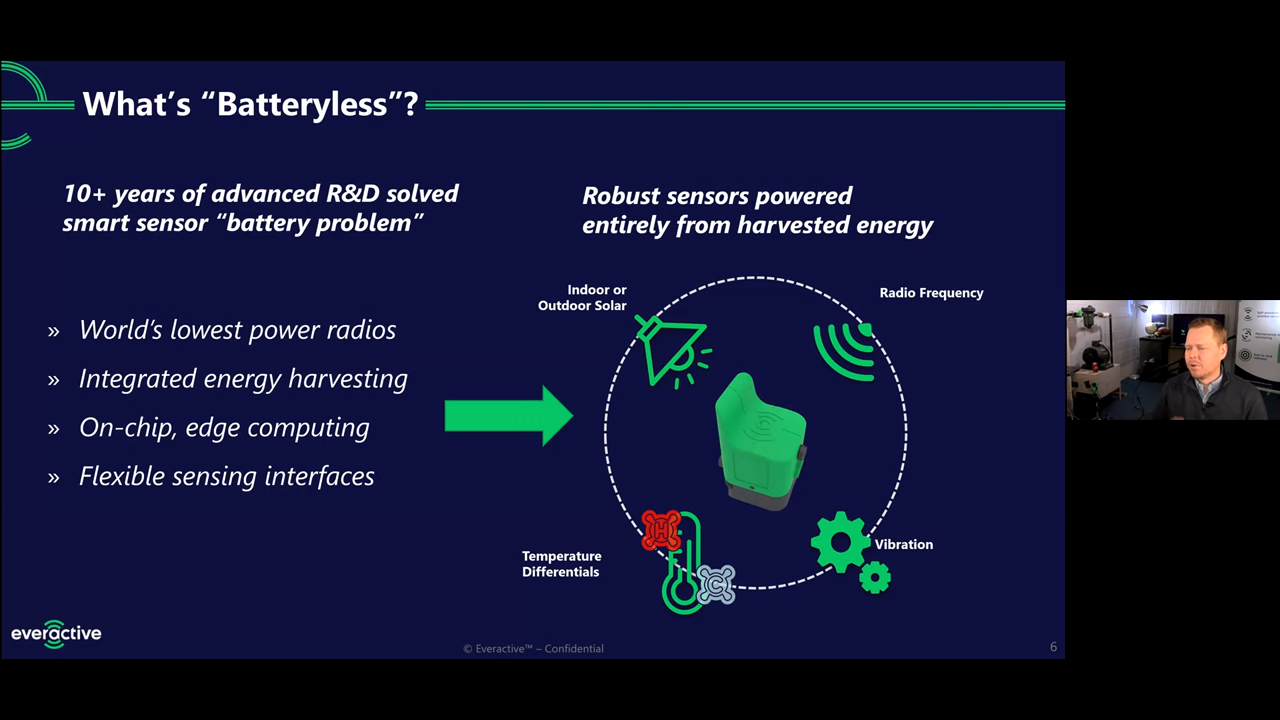 What's “Batteryless”?
10+ years of advanced R&D solved
smart sensor “battery problem”
Robust sensors powered
entirely from harvested energy
» World's lowest power radios
» Integrated energy harvesting
» On-chip, edge computing
» Flexible sensing interfaces
Indoor or
Outdoor Solar
Radio Frequency
Temperature
Differentials
H
C
Vibration
everactive
© Everactive™ – Confidential
6